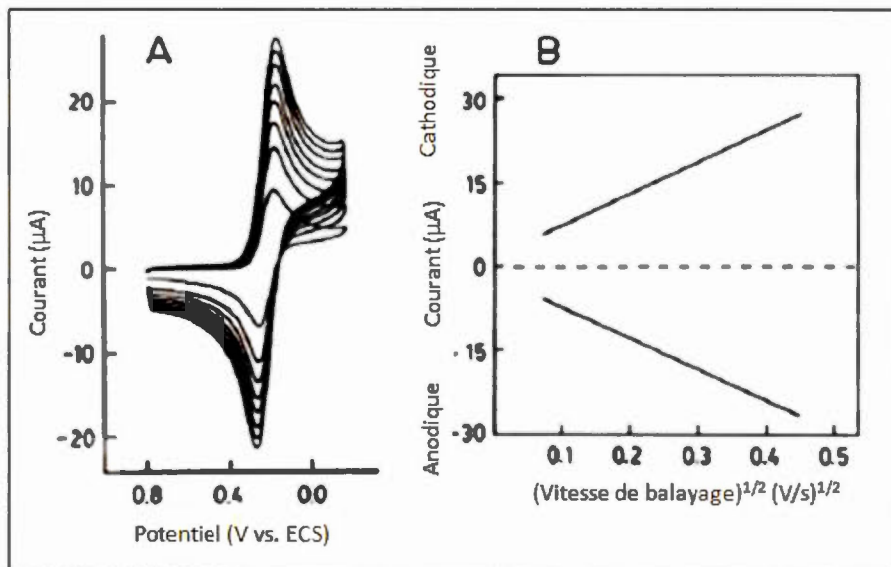 A
B
Courant (µA)
20
10
0
-10
-20
0.8
0.4
0.0
Potentiel (V vs. ECS)
Anodique
Courant (µA)
Cathodique
30
15
0
-15
-30
0.1
0.2
0.3
0.4
0.5
(Vitesse de balayage)1/2 (V/s)1/2